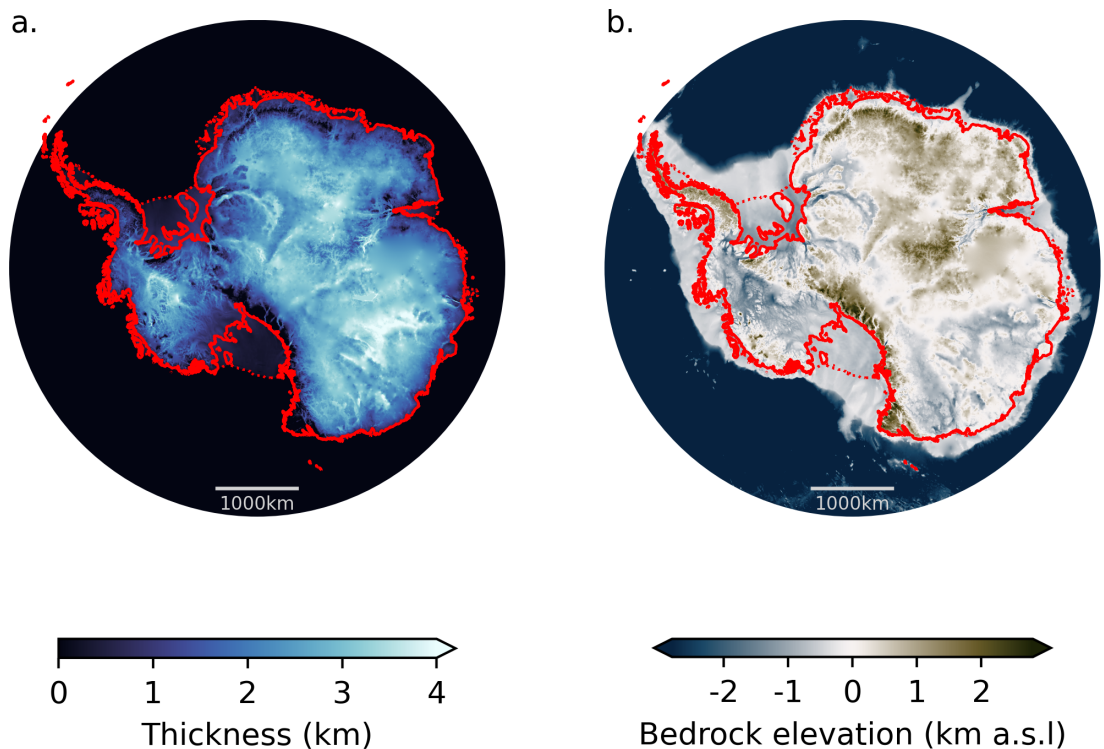 a.
b.
1000km
1000km
0 1 2 3 4
Thickness (km)
-2 -1 0 1 2
Bedrock elevation (km a.s.l)